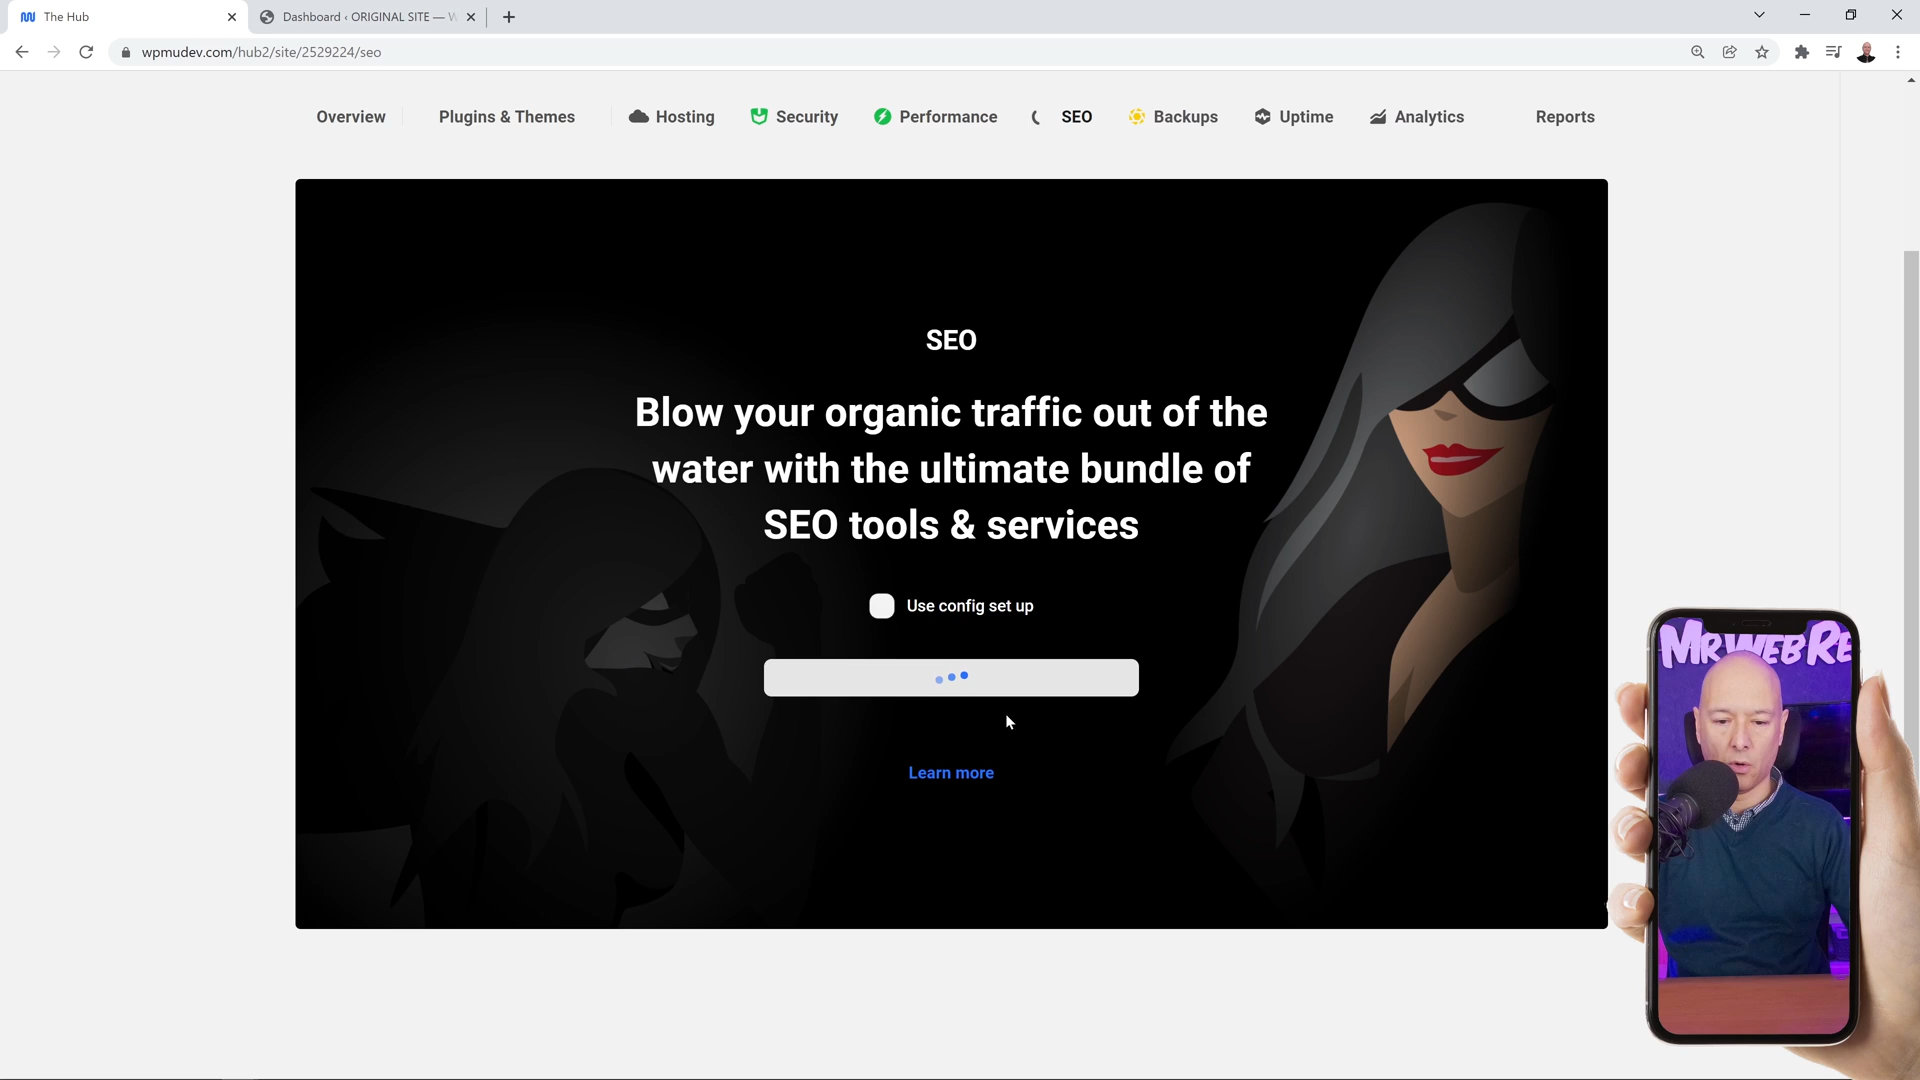 The Hub
Dashboard ‹ ORIGINAL SITE — W
wpmudev.com/hub2/site/2529224/seo
Overview
Plugins & Themes
Hosting
Security
Performance
SEO
Backups
Uptime
Analytics
Reports
SEO
Blow your organic traffic out of the
water with the ultimate bundle of
SEO tools & services
Use config set up
Learn more
MRWEBRE